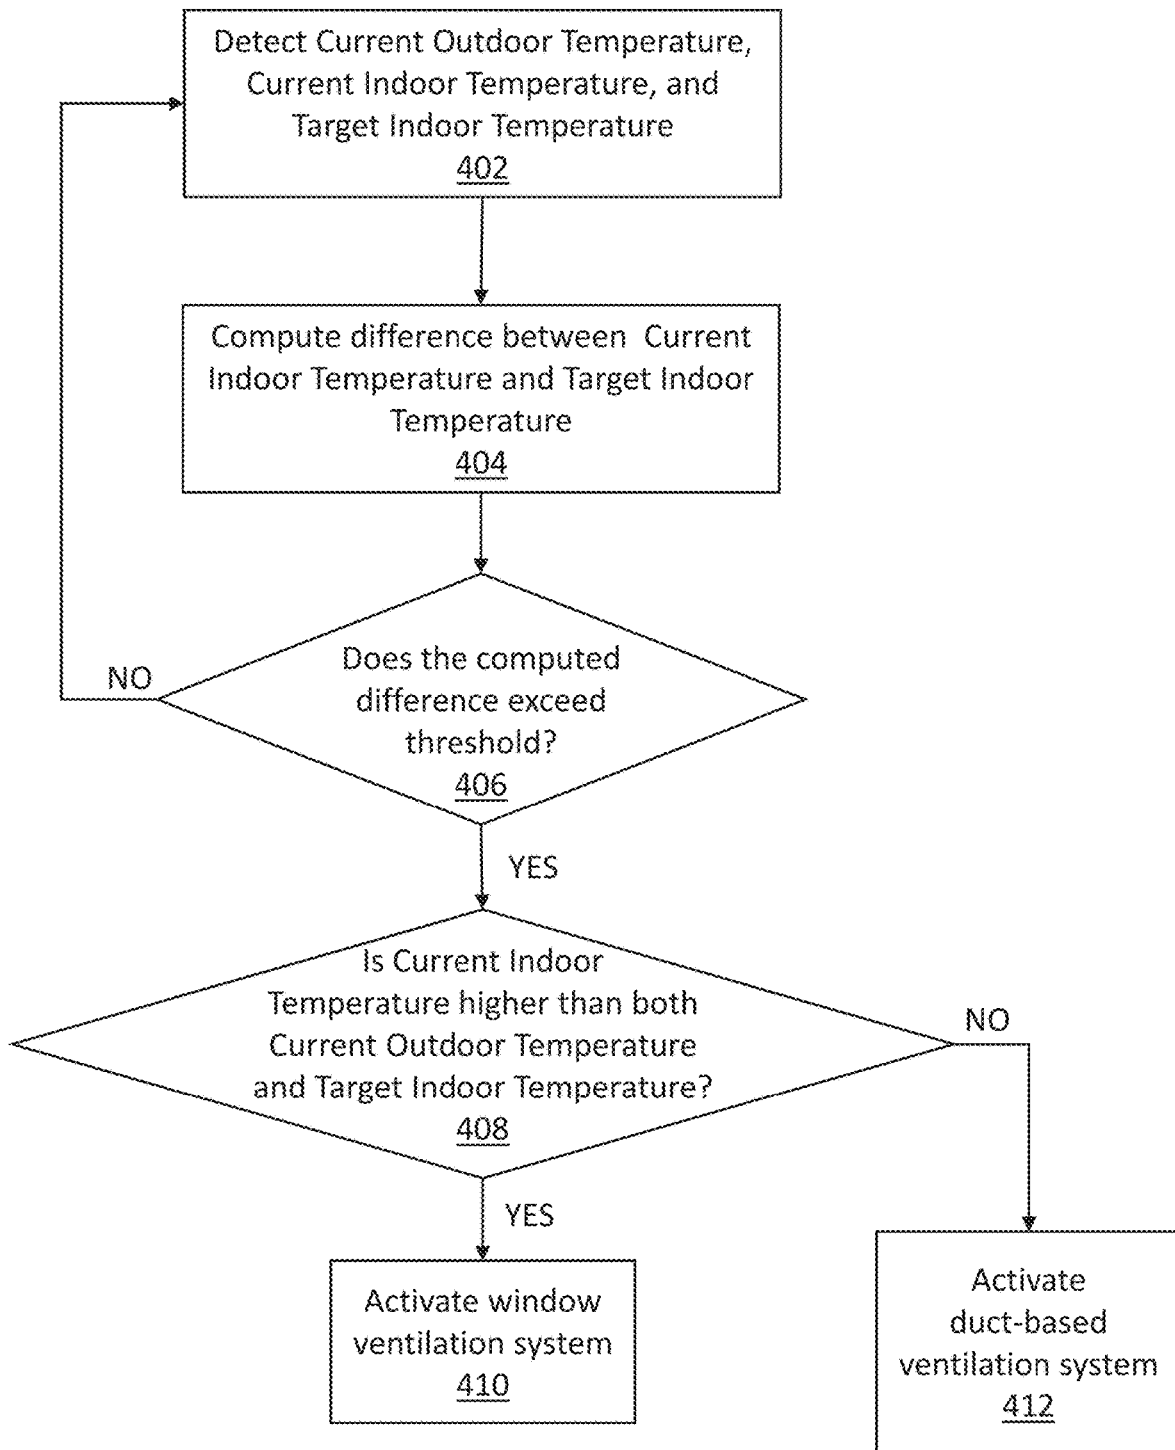 Detect Current Outdoor Temperature,
Current Indoor Temperature, and
Target Indoor Temperature
402
Compute difference between Current
Indoor Temperature and Target Indoor
Temperature
404
Does the computed
difference exceed
threshold?
406
NO
YES
Is Current Indoor
Temperature higher than both
Current Outdoor Temperature
and Target Indoor Temperature?
408
NO
YES
Activate window
ventilation system
410
Activate
duct-based
ventilation system
412